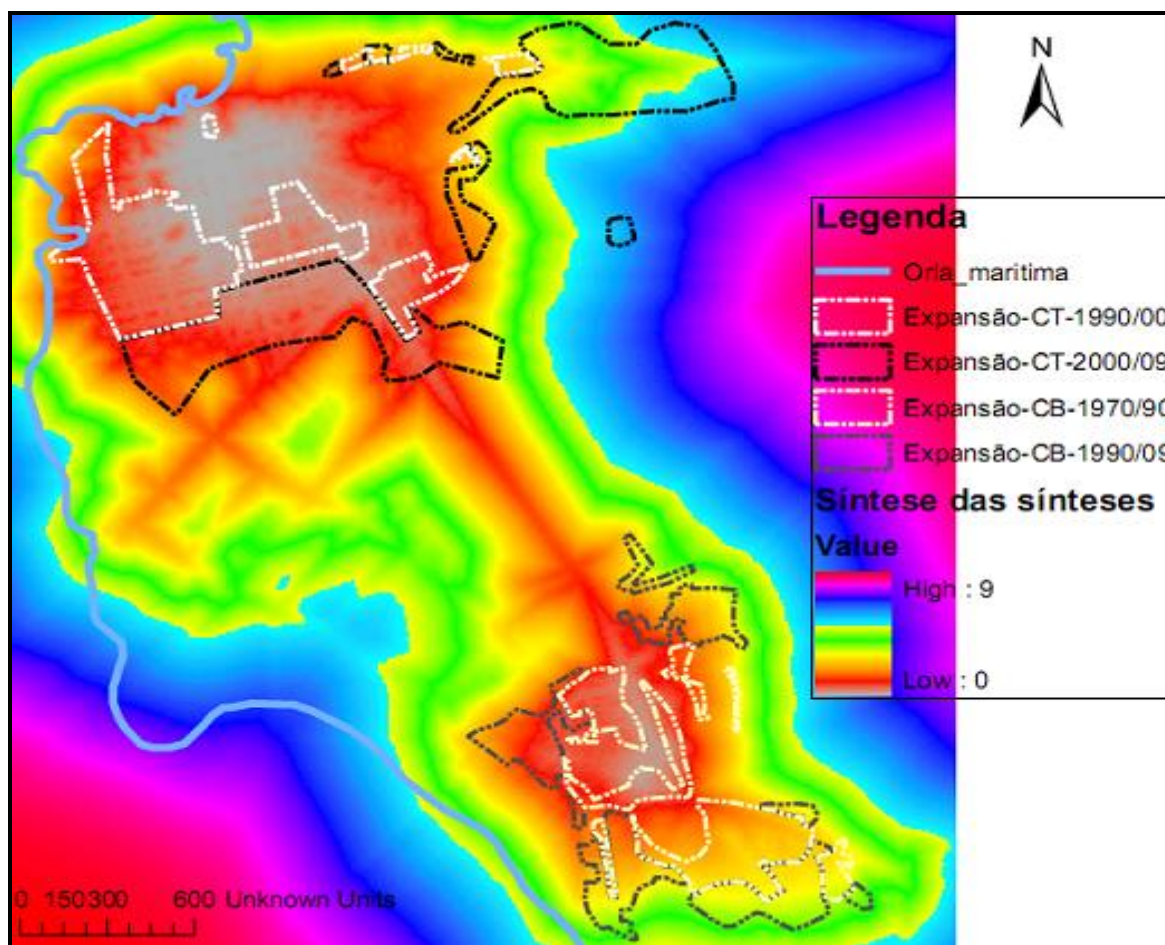 N
Legenda
Orla_maritima
Expansão-CT-1990/00
Expansão-CT-2000/09
Expansão-CB-1970/90
Expansão-CB-1990/09
Síntese das sínteses
Value
High : 9
Low : 0
0 150300 600 Unknown Units